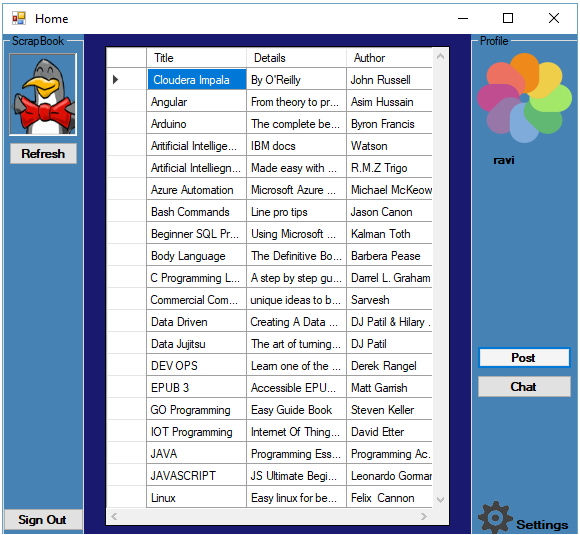 Home
ScrapBook
Profile
Title Details Author
Cloudera Impala By O'Reilly John Russell
Angular From theory to pr... Asim Hussain
Arduino The complete be... Byron Francis
Aritificial Intellige... IBM docs Watson
Artificial Intelliegn... Made easy with ... R.M.Z Trigo
Azure Automation Microsoft Azure ... Michael McKeow
Bash Commands Line pro tips Jason Canon
Beginner SQL Pr... Using Microsoft ... Kalman Toth
Body Language The Definitive Bo... Barbera Pease
C Programming L... A step by step gu... Darrel L. Graham
Commercial Com... unique ideas to b... Sarvesh
Data Driven Creating A Data ... DJ Patil & Hilary .
Data Jujitsu The art of turning... DJ Patil
DEV OPS Learn one of the ... Derek Rangel
EPUB 3 Accessible EPU... Matt Garrish
GO Programming Easy Guide Book Steven Keller
IOT Programming Internet Of Thing... David Etter
JAVA Programming Ess... Programming Ac.
JAVASCRIPT JS Ultimate Begi... Leonardo Gorman
Linux Easy linux for be... Felix Cannon
Refresh
Sign Out
ravi
Post
Chat
Settings